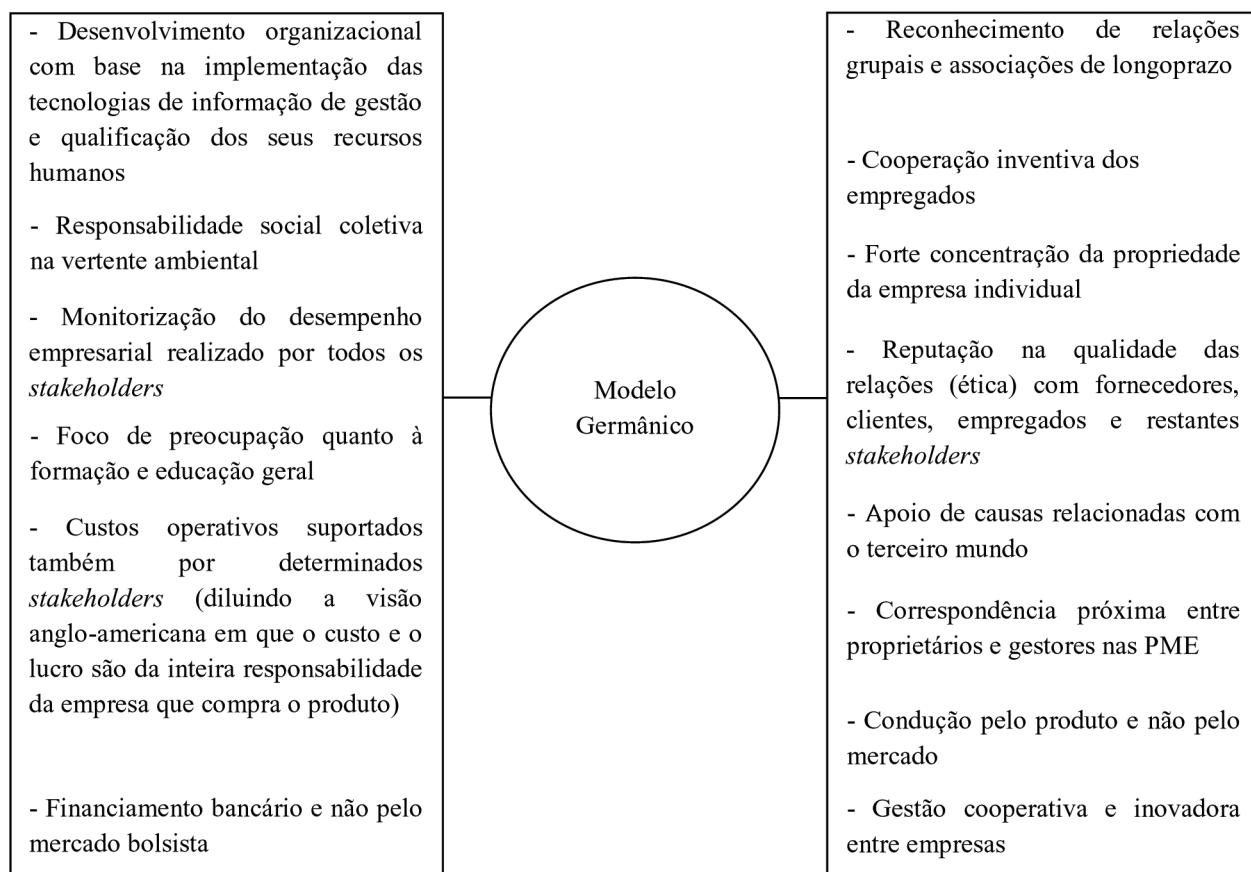 - Desenvolvimento organizacional
com base na implementação das
tecnologias de informação de gestão
e qualificação dos seus recursos
humanos
- Responsabilidade social coletiva
na vertente ambiental
- Monitorização do desempenho
empresarial realizado por todos os
stakeholders
- Foco de preocupação quanto à
formação e educação geral
- Custos operativos suportados
também por determinados
stakeholders (diluindo a visão
anglo-americana em que o custo e o
lucro são da inteira responsabilidade
da empresa que compra o produto)
- Financiamento bancário e não pelo
mercado bolsista
Modelo
Germânico
- Reconhecimento de relações
grupais e associações de longoprazo
- Cooperação inventiva dos
empregados
- Forte concentração da propriedade
da empresa individual
- Reputação na qualidade das
relações (ética) com fornecedores,
clientes, empregados e restantes
stakeholders
- Apoio de causas relacionadas com
o terceiro mundo
- Correspondência próxima entre
proprietários e gestores nas PME
- Condução pelo produto e não pelo
mercado
- Gestão cooperativa e inovadora
entre empresas